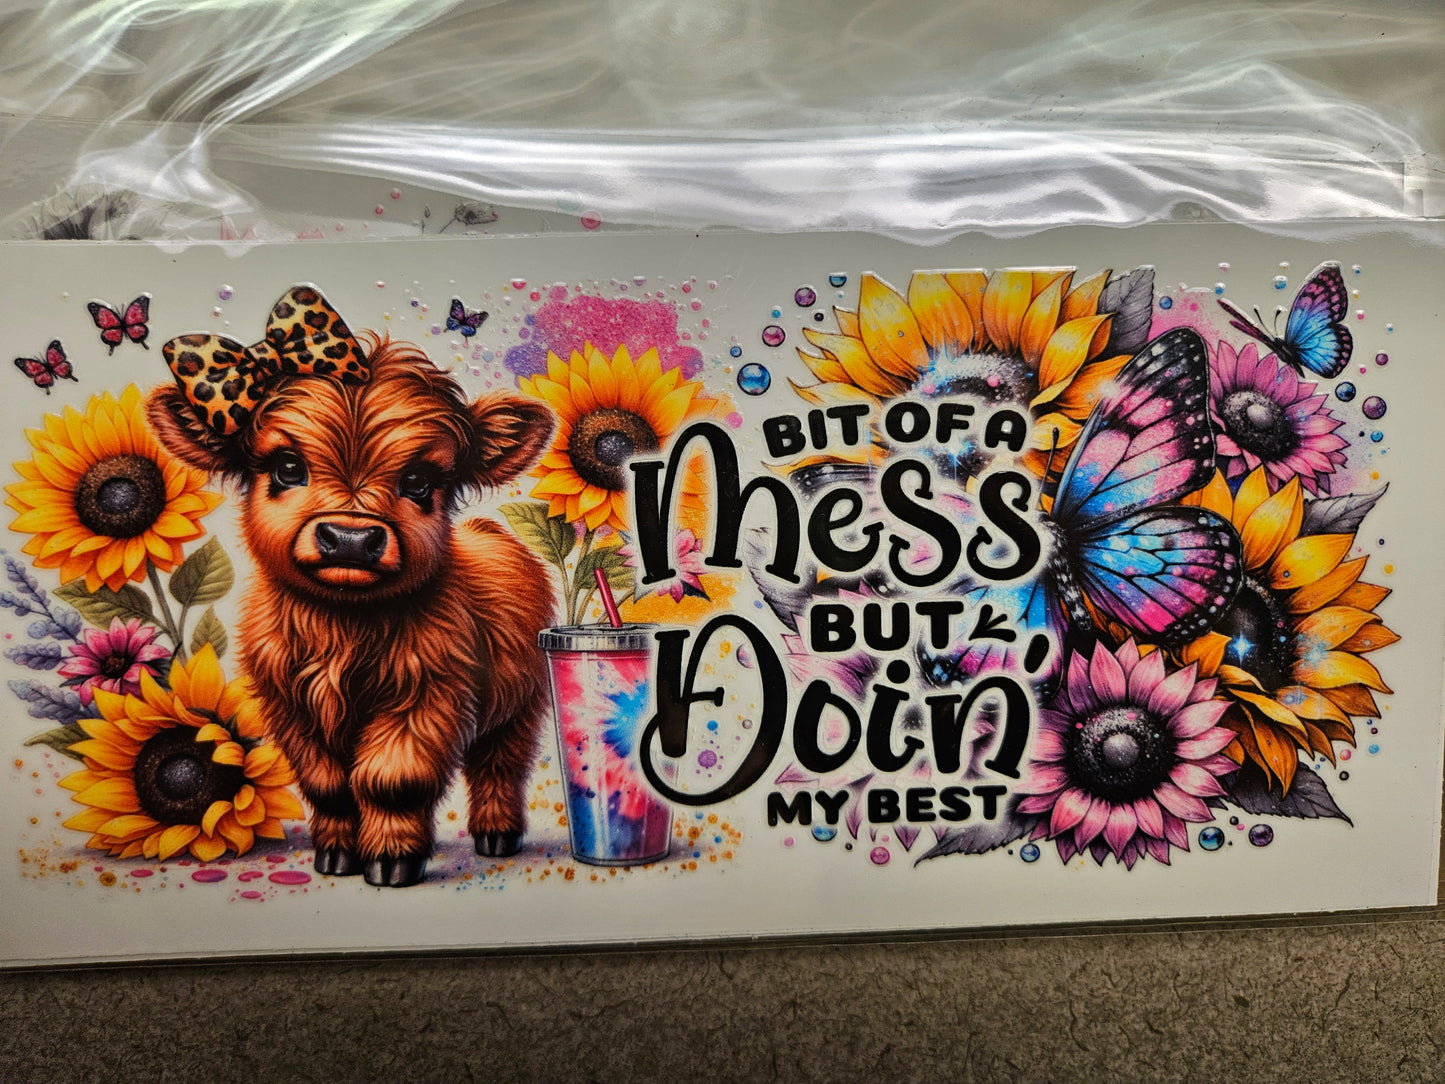 BIT OF A
Mess
BUT
Doin'
MY BEST